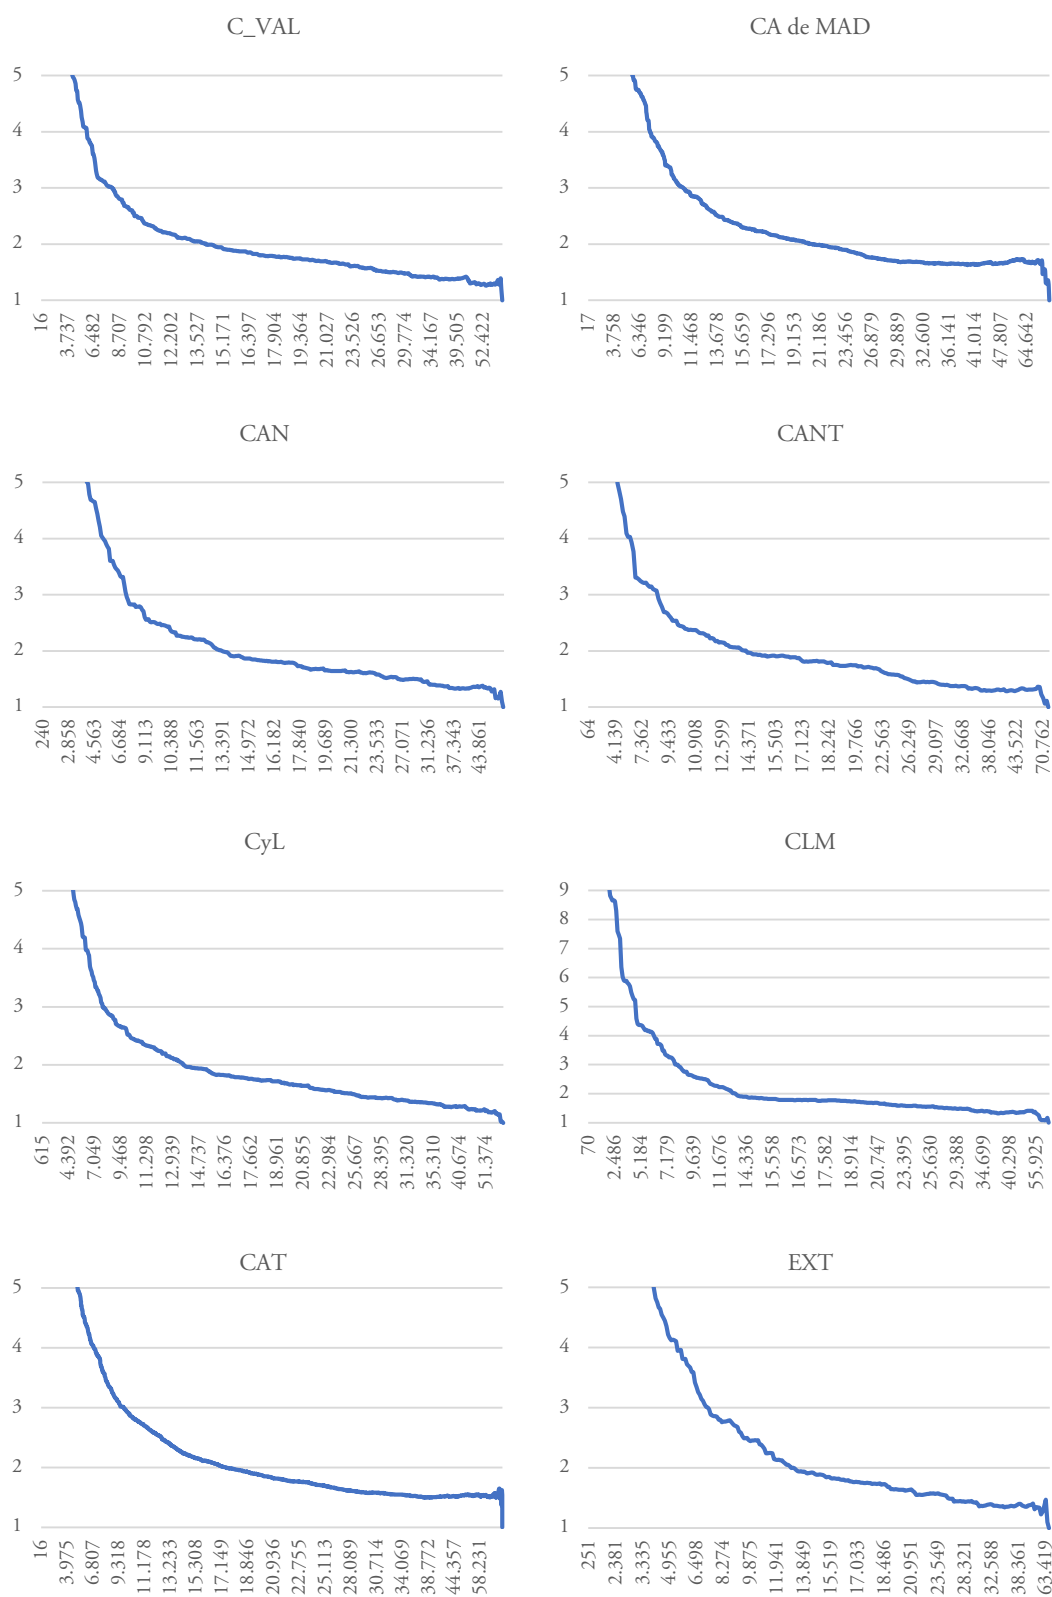 C_VAL
5
4
3
2
1
16 3.737 6.482 8.707 10.792 12.202 13.527 15.171 16.397 17.904 19.364 21.027 23.526 26.653 29.774 34.167 39.505 52.422
CA de MAD
5
4
3
2
1
17 3.758 6.346 9.199 11.468 13.678 15.659 17.296 19.153 21.186 23.456 26.879 29.889 32.600 36.141 41.014 47.807 64.642
CAN
5
4
3
2
1
240 2.858 4.563 6.684 9.113 10.388 11.563 13.391 14.972 16.182 17.840 19.689 21.300 23.533 27.071 31.236 37.343 43.861
CANT
5
4
3
2
1
64 4.139 7.362 9.433 10.908 12.599 14.371 15.503 17.125 18.242 19.766 22.563 26.249 29.097 32.668 38.046 43.522 70.762
CyL
5
4
3
2
1
615 4.392 7.049 9.468 11.298 12.939 14.737 16.376 17.662 18.961 20.855 22.984 25.667 28.395 31.320 35.310 40.674 51.374
CLM
9
8
7
6
5
4
3
2
1
70 2.486 5.184 7.179 9.639 11.676 14.336 15.558 16.573 17.582 18.914 20.747 23.395 25.630 29.388 34.699 40.298 55.925
CAT
5
4
3
2
1
16 3.975 6.807 9.318 11.178 13.233 15.308 17.149 18.846 20.936 22.755 25.113 28.089 30.714 34.069 38.772 44.357 58.231
EXT
5
4
3
2
1
251 2.381 3.335 4.955 6.498 8.274 9.875 11.941 13.849 15.519 17.033 18.486 20.951 23.549 28.321 32.588 38.361 63.419